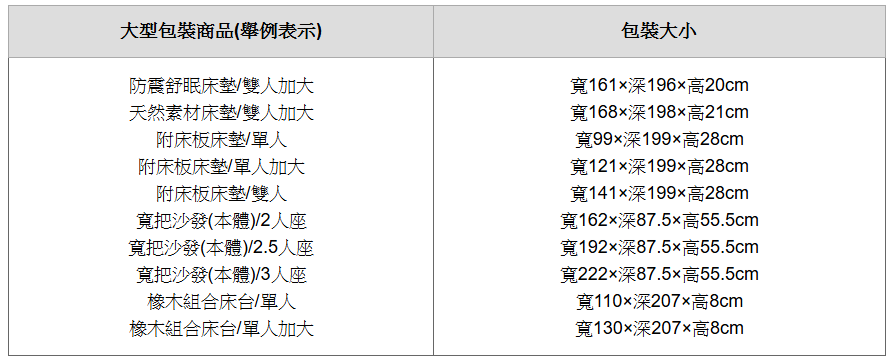 大型包裝商品(舉例表示) 包裝大小
防震舒眠床墊/雙人加大 寬161×深196×高20cm
天然素材床墊/雙人加大 寬168×深198×高21cm
附床板床墊/單人 寬99×深199×高28cm
附床板床墊/單人加大 寬121×深199×高28cm
附床板床墊/雙人 寬141×深199×高28cm
寬把沙發(本體)/2人座 寬162×深87.5×高55.5cm
寬把沙發(本體)/2.5人座 寬192×深87.5×高55.5cm
寬把沙發(本體)/3人座 寬222×深87.5×高55.5cm
橡木組合床台/單人 寬110×深207×高8cm
橡木組合床台/單人加大 寬130×深207×高8cm